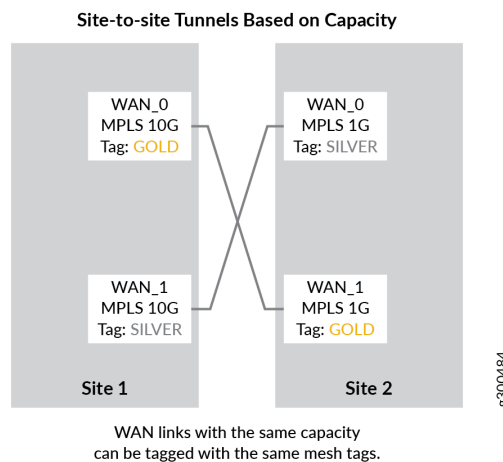 Site-to-site Tunnels Based on Capacity
WAN_0
MPLS 10G
Tag: GOLD
WAN_0
MPLS 1G
Tag: SILVER
WAN_1
MPLS 10G
Tag: SILVER
WAN_1
MPLS 1G
Tag: GOLD
Site 1
Site 2
WAN links with the same capacity
can be tagged with the same mesh tags.
g300484